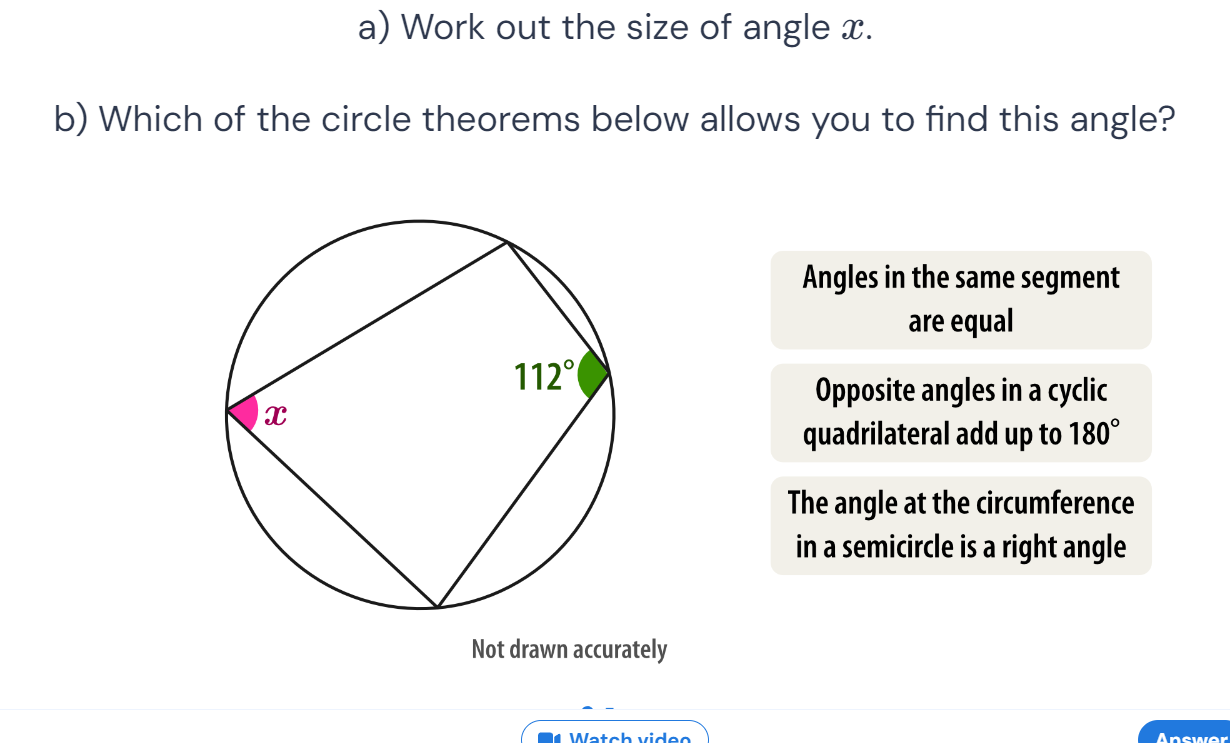 a) Work out the size of angle x.
b) Which of the circle theorems below allows you to find this angle?
Angles in the same segment
are equal
112°
x
Opposite angles in a cyclic
quadrilateral add up to 180°
The angle at the circumference
in a semicircle is a right angle
Not drawn accurately
Watch video
Answer